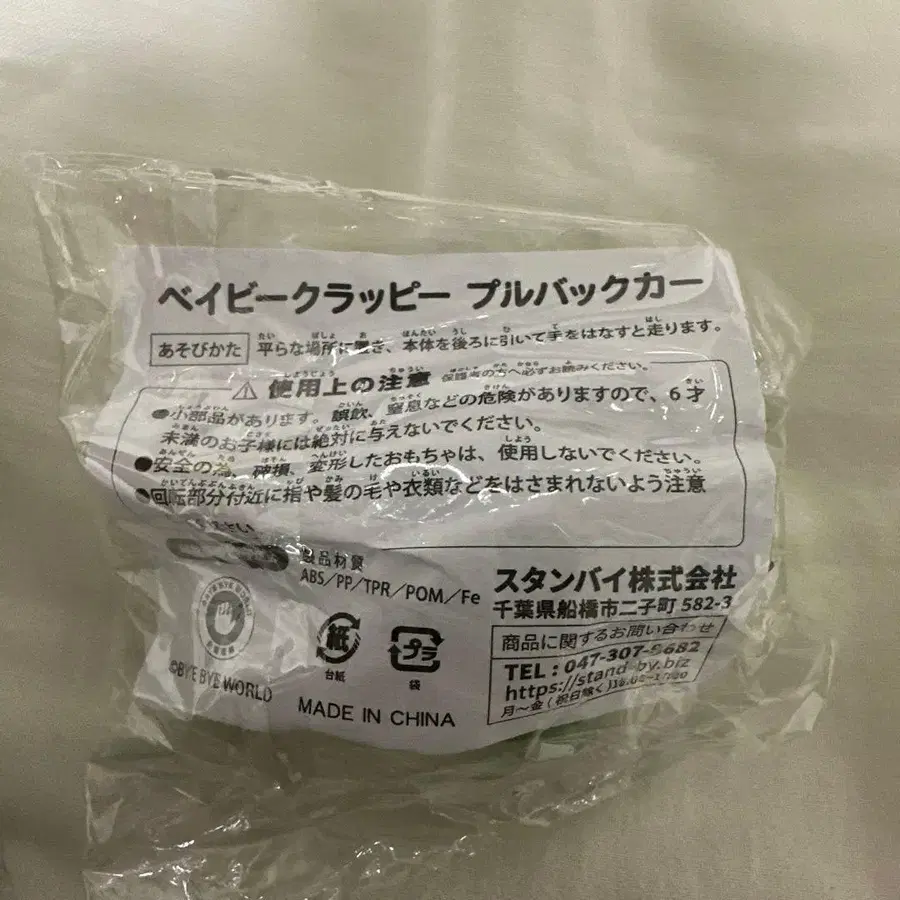 ベイビークラッピー プルバックカー
あそびかた 平らな場所に置き、本体を後ろに引いて手をはなすと走ります。
⚠ 使用上の注意 保護者の方へ必ずお読みください。
●小部品があります。誤飲、窒息などの危険がありますので、6才
未満のお子様には絶対に与えないでください。
●安全の為、破損、変形したおもちゃは、使用しないでください。
●回転部分付近に指や髪の毛や衣類などをはさまれないよう注意
製品材質
ABS/PP/TPR/POM/Fe
紙
台紙
プラ
袋
©BYE BYE WORLD
MADE IN CHINA
スタンバイ株式会社
千葉県船橋市二子町 582-3
商品に関するお問い合わせ
TEL:047-307-5682
https://stand-by.biz
月～金(祝日除く)